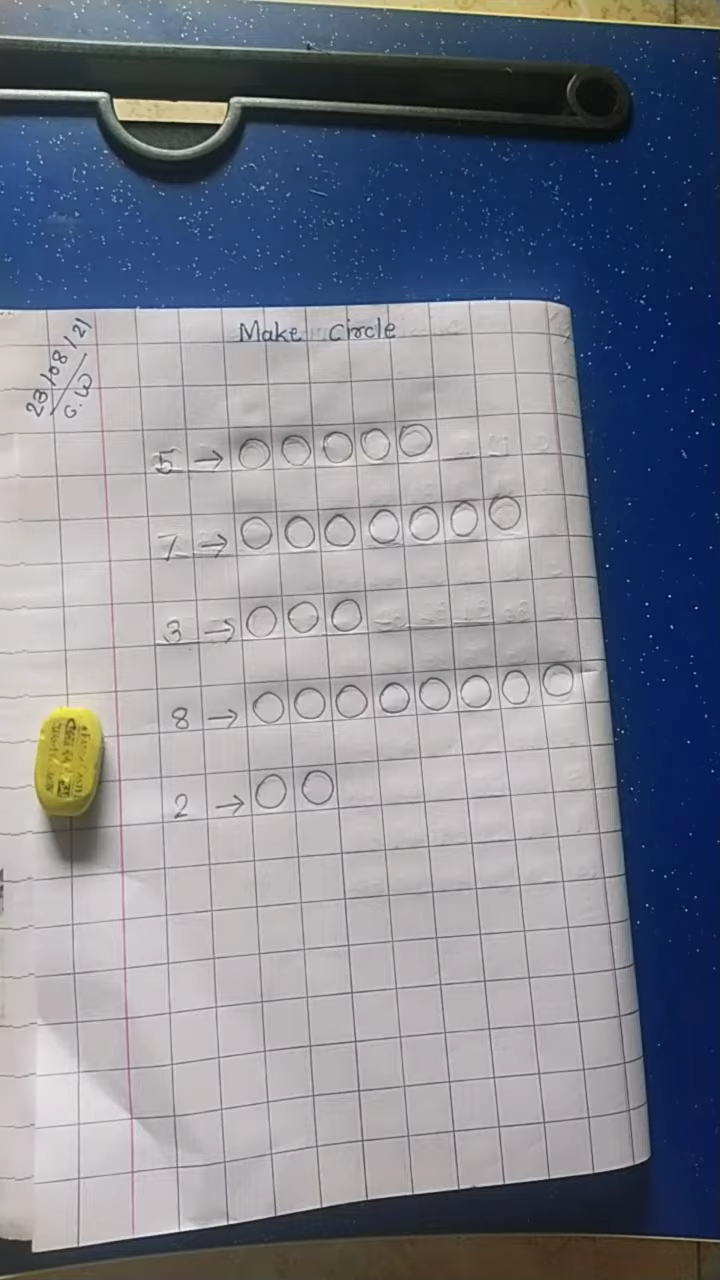 Make Circle
23/08/21
C.W
5 → ○ ○ ○ ○ ○
7 → ○ ○ ○ ○ ○ ○ ○
3 → ○ ○ ○
8 → ○ ○ ○ ○ ○ ○ ○ ○
2 → ○ ○